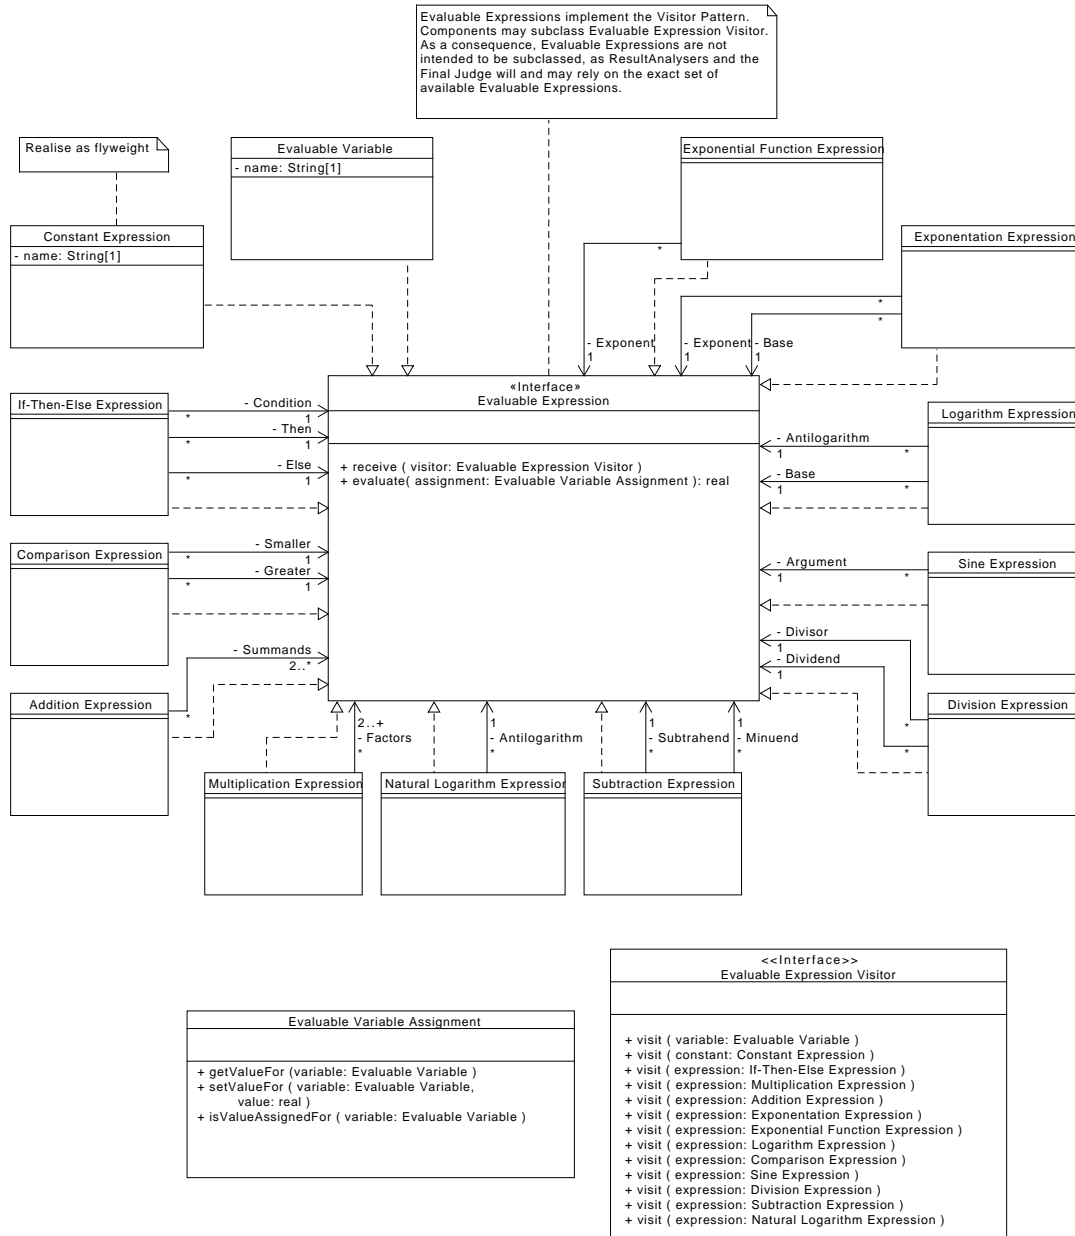 Evaluable Expressions implement the Visitor Pattern.
Components may subclass Evaluable Expression Visitor.
As a consequence, Evaluable Expressions are not
intended to be subclassed, as ResultAnalysers and the
Final Judge will and may rely on the exact set of
available Evaluable Expressions.
Realise as flyweight
Evaluable Variable
- name: String[1]
Exponential Function Expression
Constant Expression
- name: String[1]
Exponentation Expression
*
*
*
- Exponent
1
- Exponent
1
- Base
1
«Interface»
Evaluable Expression
+ receive ( visitor: Evaluable Expression Visitor )
+ evaluate( assignment: Evaluable Variable Assignment ): real
If-Then-Else Expression
- Condition
* 1
- Then
* 1
- Else
* 1
Logarithm Expression
- Antilogarithm
1 *
- Base
1 *
Comparison Expression
- Smaller
* 1
- Greater
* 1
Sine Expression
- Argument
1 *
- Summands
2..*
*
Addition Expression
- Divisor
1
- Dividend
1
*
*
Division Expression
2..+
- Factors
*
1
- Antilogarithm
*
1
- Subtrahend
*
1
- Minuend
*
Multiplication Expression
Natural Logarithm Expression
Subtraction Expression
Evaluable Variable Assignment
+ getValueFor (variable: Evaluable Variable )
+ setValueFor ( variable: Evaluable Variable,
value: real )
+ isValueAssignedFor ( variable: Evaluable Variable )
<<Interface>>
Evaluable Expression Visitor
+ visit ( variable: Evaluable Variable )
+ visit ( constant: Constant Expression )
+ visit ( expression: If-Then-Else Expression )
+ visit ( expression: Multiplication Expression )
+ visit ( expression: Addition Expression )
+ visit ( expression: Exponentation Expression )
+ visit ( expression: Exponential Function Expression )
+ visit ( expression: Logarithm Expression )
+ visit ( expression: Comparison Expression )
+ visit ( expression: Sine Expression )
+ visit ( expression: Division Expression )
+ visit ( expression: Subtraction Expression )
+ visit ( expression: Natural Logarithm Expression )